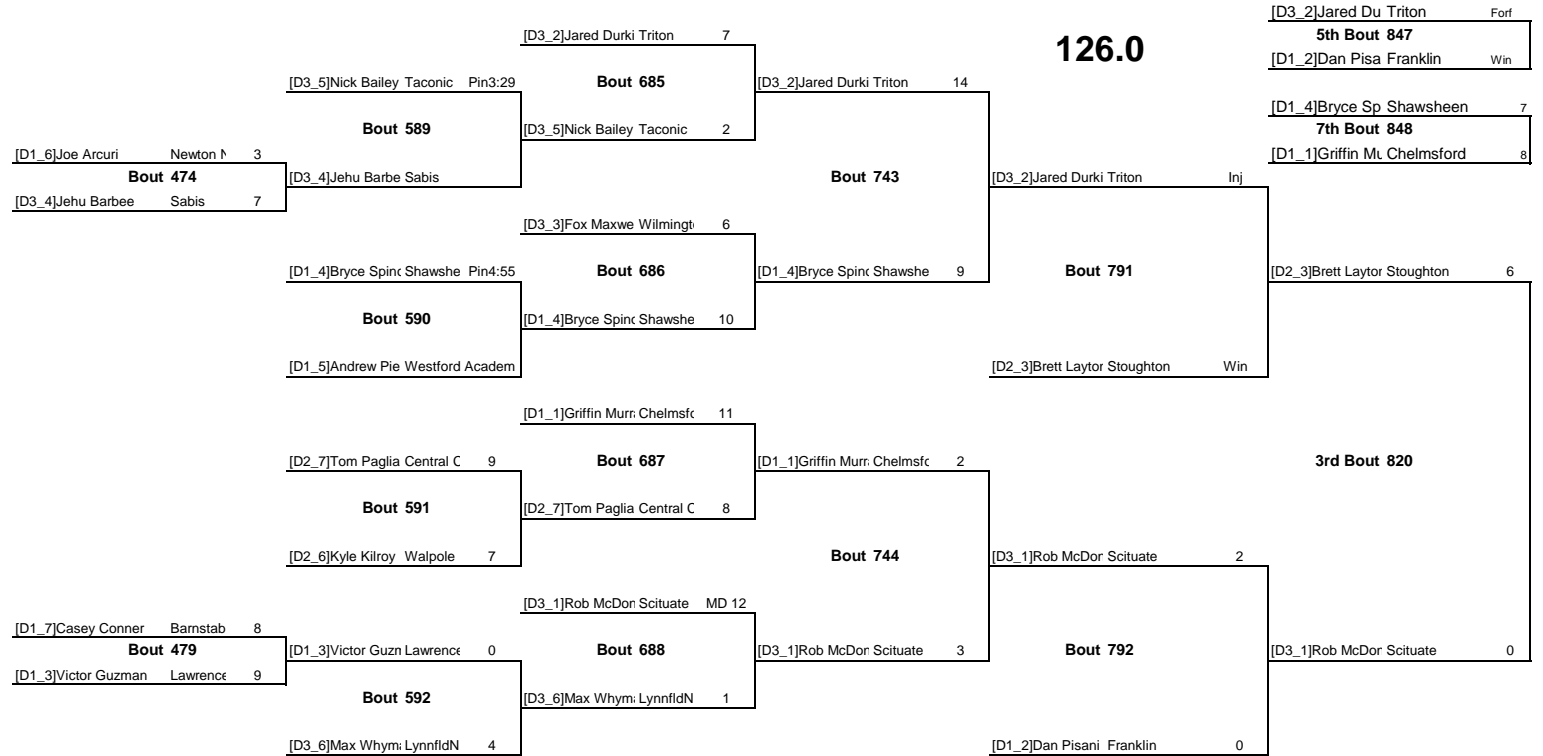 [D3_2]Jared Du Triton Forf
5th Bout 847
[D1_2]Dan Pisa Franklin Win
[D1_4]Bryce Sp Shawsheen 7
7th Bout 848
[D1_1]Griffin Mu Chelmsford 8
126.0
[D3_2]Jared Durki Triton 7
Bout 685
[D3_5]Nick Bailey Taconic 2
[D3_5]Nick Bailey Taconic Pin3:29
Bout 589
[D3_4]Jehu Barbe Sabis
[D1_6]Joe Arcuri Newton N 3
Bout 474
[D3_4]Jehu Barbee Sabis 7
[D3_2]Jared Durki Triton 14
Bout 743
[D1_4]Bryce Spinc Shawshe 9
[D3_3]Fox Maxwe Wilmingt 6
Bout 686
[D1_4]Bryce Spinc Shawshe 10
[D1_4]Bryce Spinc Shawshe Pin4:55
Bout 590
[D1_5]Andrew Pie Westford Academ
[D3_2]Jared Durki Triton Inj
Bout 791
[D2_3]Brett Laytor Stoughton Win
[D2_3]Brett Laytor Stoughton 6
3rd Bout 820
[D3_1]Rob McDor Scituate 0
[D1_1]Griffin Murr Chelmsfc 11
Bout 687
[D2_7]Tom Paglia Central C 8
[D2_7]Tom Paglia Central C 9
Bout 591
[D2_6]Kyle Kilroy Walpole 7
[D1_1]Griffin Murr Chelmsfc 2
Bout 744
[D3_1]Rob McDor Scituate 3
[D3_1]Rob McDor Scituate MD 12
Bout 688
[D3_6]Max Whym LynnfldN 1
[D1_7]Casey Conner Barnstab 8
Bout 479
[D1_3]Victor Guzman Lawrence 9
[D1_3]Victor Guzn Lawrence 0
Bout 592
[D3_6]Max Whym LynnfldN 4
[D3_1]Rob McDor Scituate 2
Bout 792
[D1_2]Dan Pisani Franklin 0